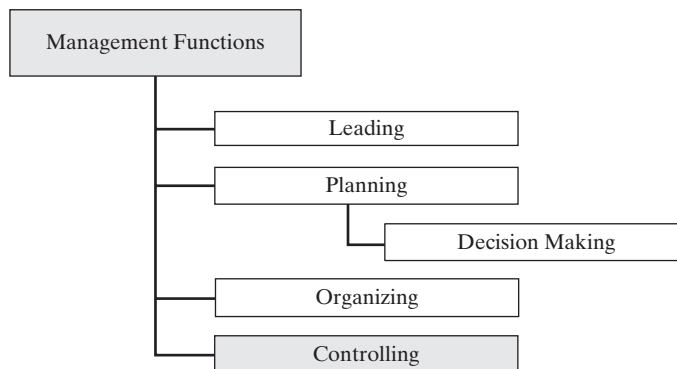 Management Functions
Leading
Planning
Decision Making
Organizing
Controlling